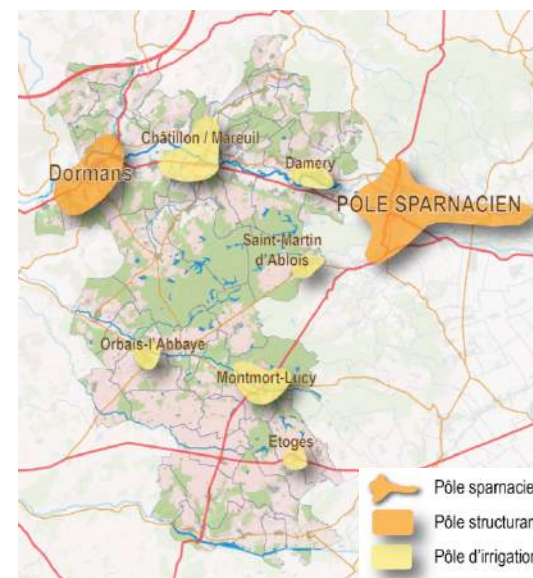 Châtillon / Mareuil
Dormans
Damery
PÔLE SPARNACIEN
Saint-Martin
d'Ablois
Orbais-l'Abbaye
Montmort-Lucy
Etoges
Pôle sparnacie
Pôle structuran
Pôle d'irrigation